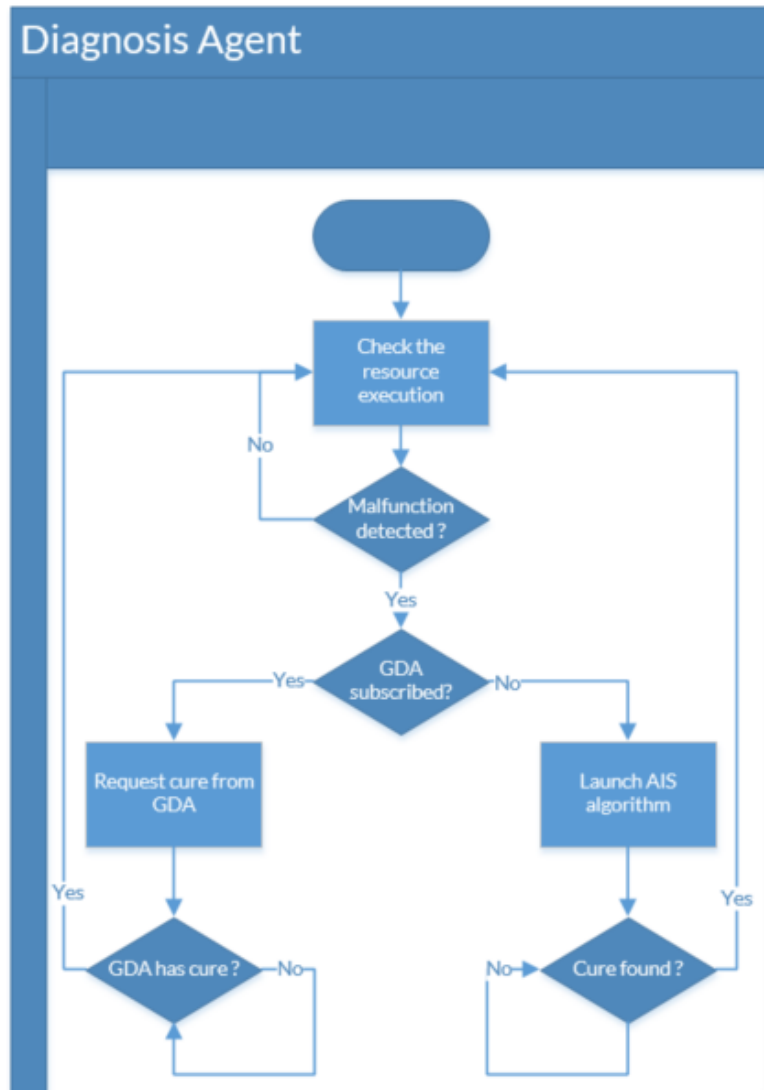 Diagnosis Agent
Check the
resource
execution
No
Malfunction
detected ?
Yes
GDA
subscribed?
Yes
No
Request cure from
GDA
Launch AIS
algorithm
Yes
Yes
GDA has cure ?
No
No
Cure found ?